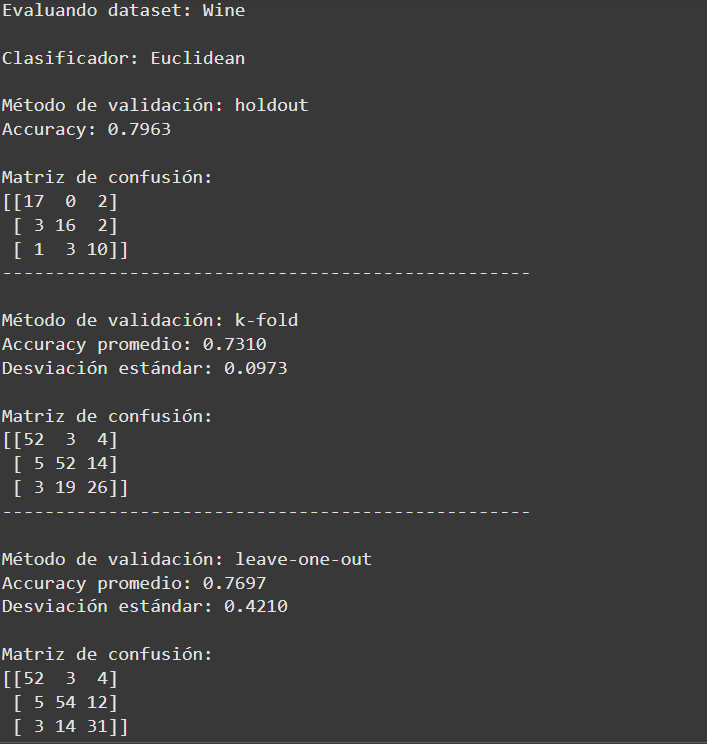 Evaluando dataset: Wine
Clasificador: Euclidean
Método de validación: holdout
Accuracy: 0.7963
Matriz de confusión:
[[17  0  2]
 [ 3 16  2]
 [ 1  3 10]]
--------------------------------------------------
Método de validación: k-fold
Accuracy promedio: 0.7310
Desviación estándar: 0.0973
Matriz de confusión:
[[52  3  4]
 [ 5 52 14]
 [ 3 19 26]]
--------------------------------------------------
Método de validación: leave-one-out
Accuracy promedio: 0.7697
Desviación estándar: 0.4210
Matriz de confusión:
[[52  3  4]
 [ 5 54 12]
 [ 3 14 31]]